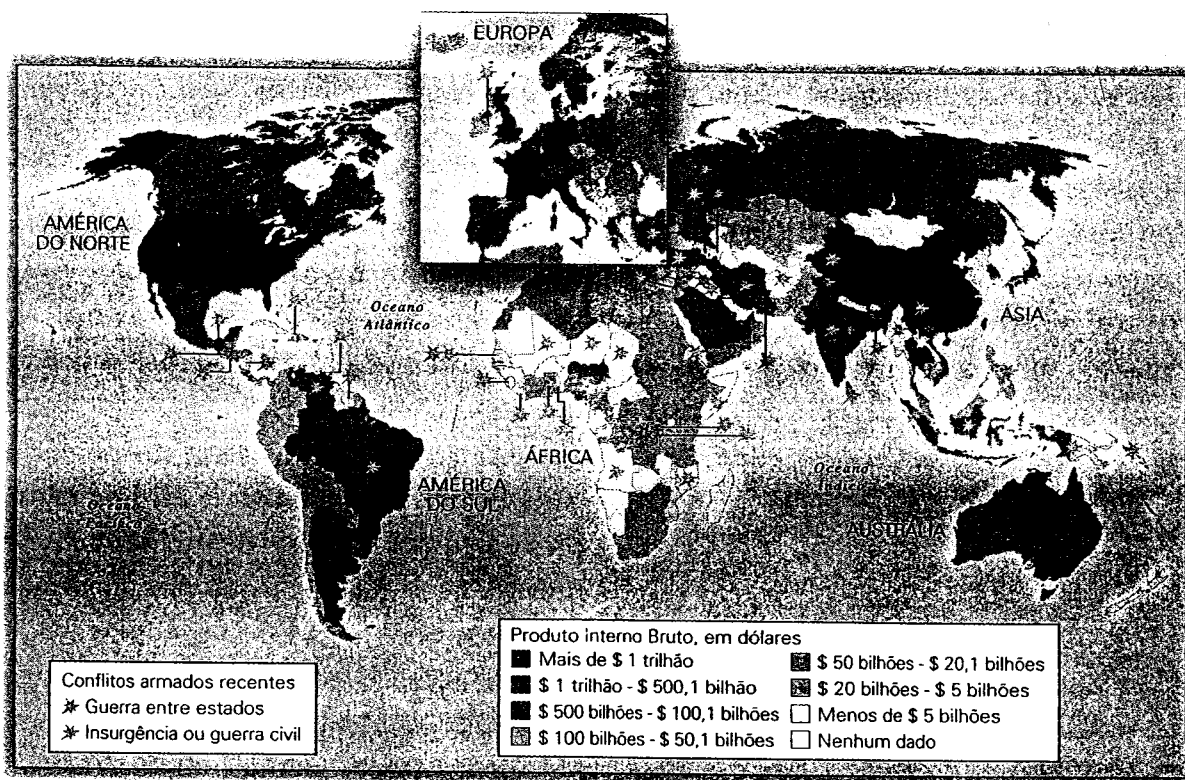 EUROPA
AMÉRICA
DO NORTE
Oceano
Atlântico
ÁSIA
ÁFRICA
AMÉRICA
DO SUL
Oceano
Índico
Oceano
Pacífico
AUSTRÁLIA
Conflitos armados recentes
Guerra entre estados
Insurgência ou guerra civil
Produto Interno Bruto, em dólares
Mais de $ 1 trilhão
$ 1 trilhão - $ 500,1 bilhão
$ 500 bilhões - $ 100,1 bilhões
$ 100 bilhões - $ 50,1 bilhões
$ 50 bilhões - $ 20,1 bilhões
$ 20 bilhões - $ 5 bilhões
Menos de $ 5 bilhões
Nenhum dado